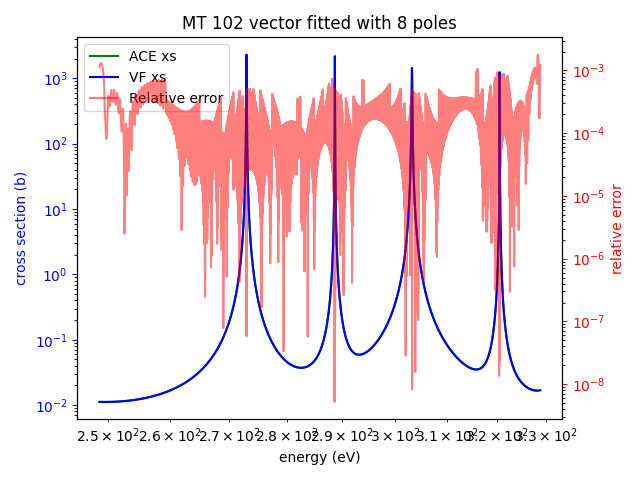 MT 102 vector fitted with 8 poles
ACE xs
VF xs
Relative error
cross section (b)
10³
10²
10¹
10⁰
10⁻¹
10⁻²
10⁻³
10⁻⁴
10⁻⁵
10⁻⁶
10⁻⁷
10⁻⁸
relative error
2.5 × 10² 2.6 × 10² 2.7 × 10² 2.8 × 10² 2.9 × 10² 3 × 10² 3.1 × 10² 3.2 × 10² 3.3 × 10²
energy (eV)